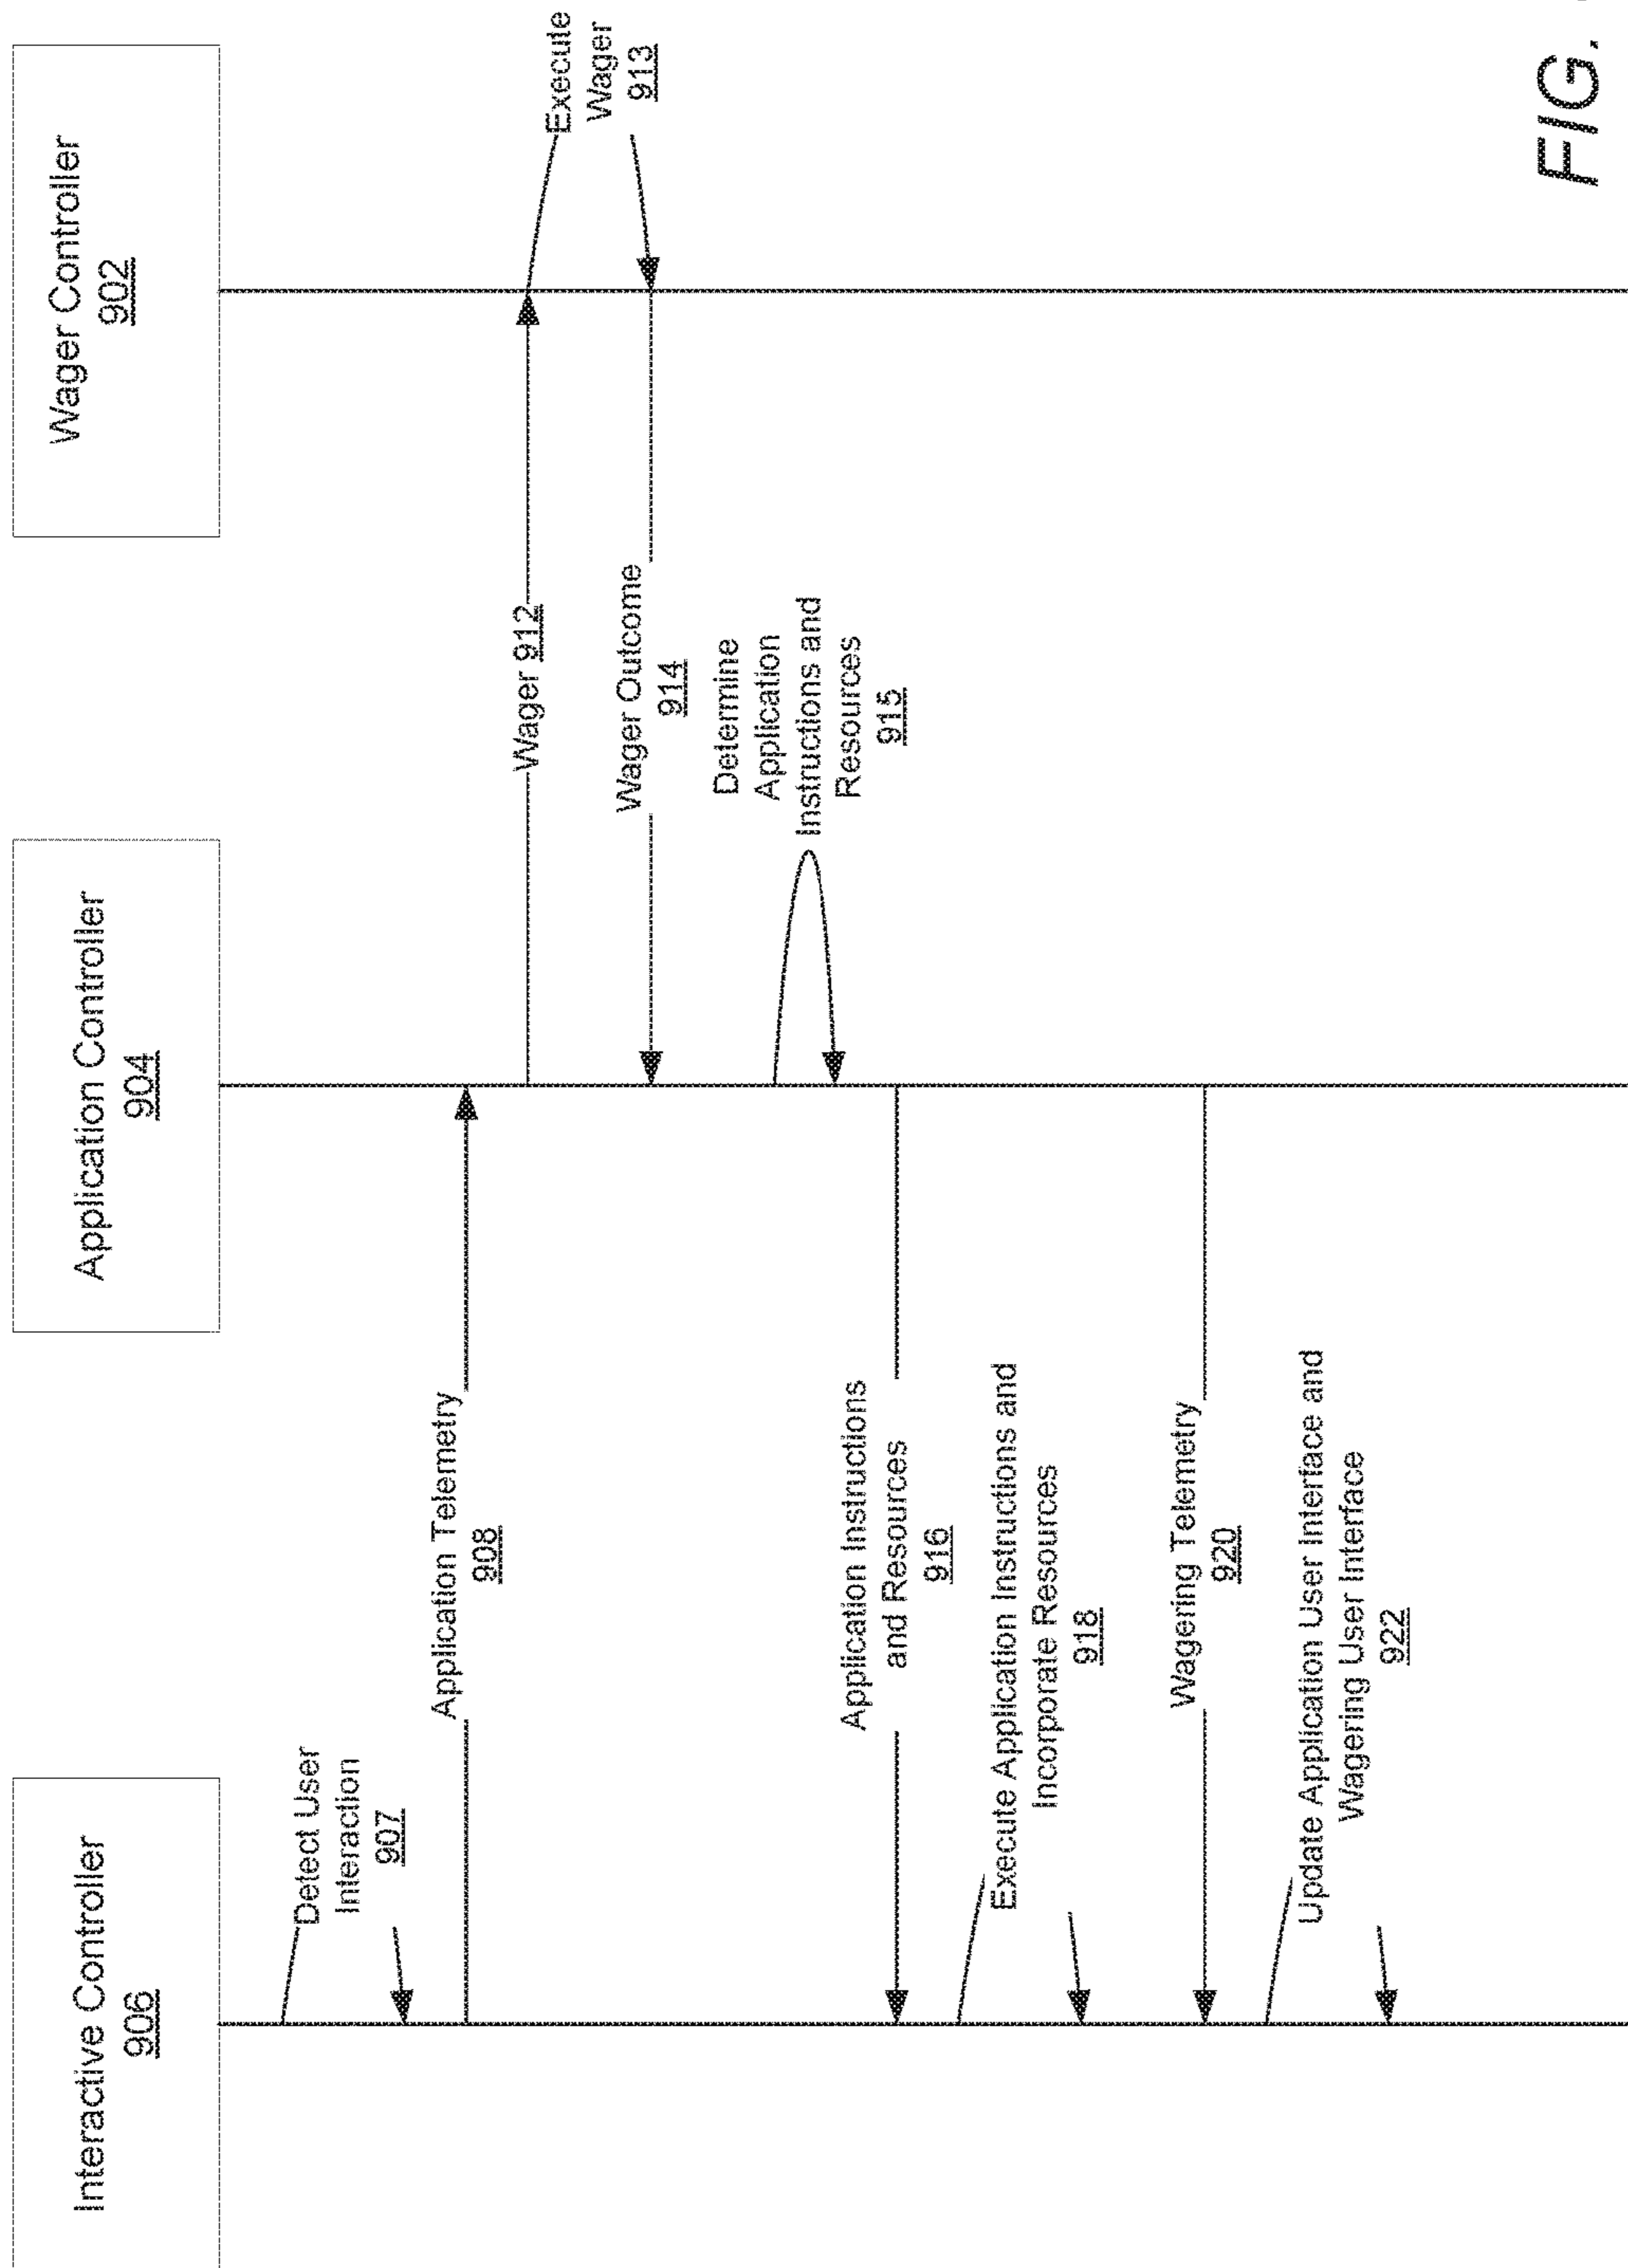 Interactive Controller
906
Application Controller
904
Wager Controller
902
Detect User
Interaction
907
Application Telemetry
908
Wager 912
Execute
Wager
913
Wager Outcome
914
Determine
Application
Instructions and
Resources
915
Application Instructions
and Resources
916
Execute Application Instructions and
Incorporate Resources
918
Wagering Telemetry
920
Update Application User Interface and
Wagering User Interface
922
FIG.